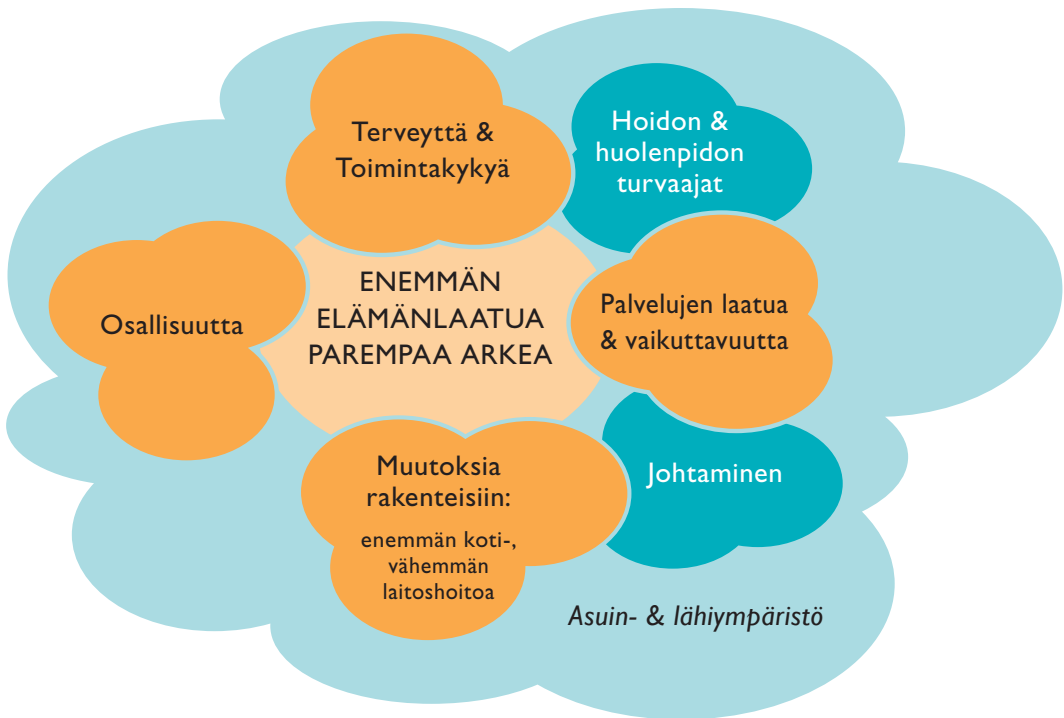 Terveyttä &
Toimintakykyä
Hoidon &
huolenpidon
turvaajat
Osallisuutta
ENEMMÄN
ELÄMÄNLAATUA
PAREMPAA ARKEA
Palvelujen laatua
& vaikuttavuutta
Muutoksia
rakenteisiin:
enemmän koti-,
vähemmän
laitoshoitoa
Johtaminen
Asuin- & lähiympäristö